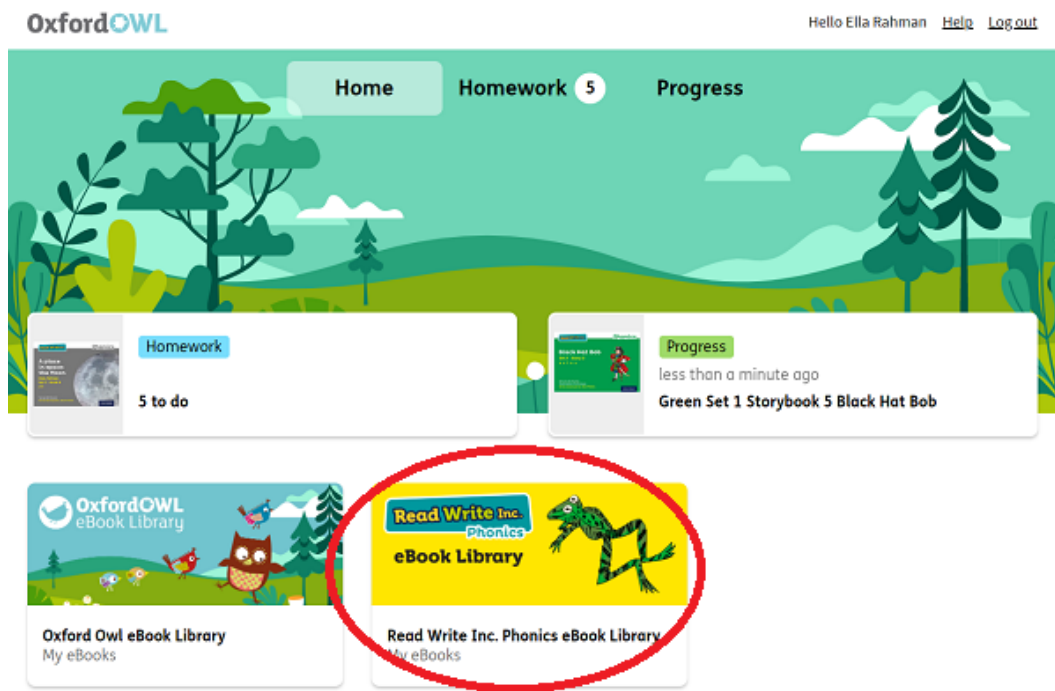 OxfordOWL
Hello Ella Rahman Help Log out
Home Homework 5 Progress
Homework
5 to do
Black Hat Bob
Progress
less than a minute ago
Green Set 1 Storybook 5 Black Hat Bob
OxfordOWL
eBook Library
Read Write Inc.
Phonics
eBook Library
Oxford Owl eBook Library
My eBooks
Read Write Inc. Phonics eBook Library
My eBooks